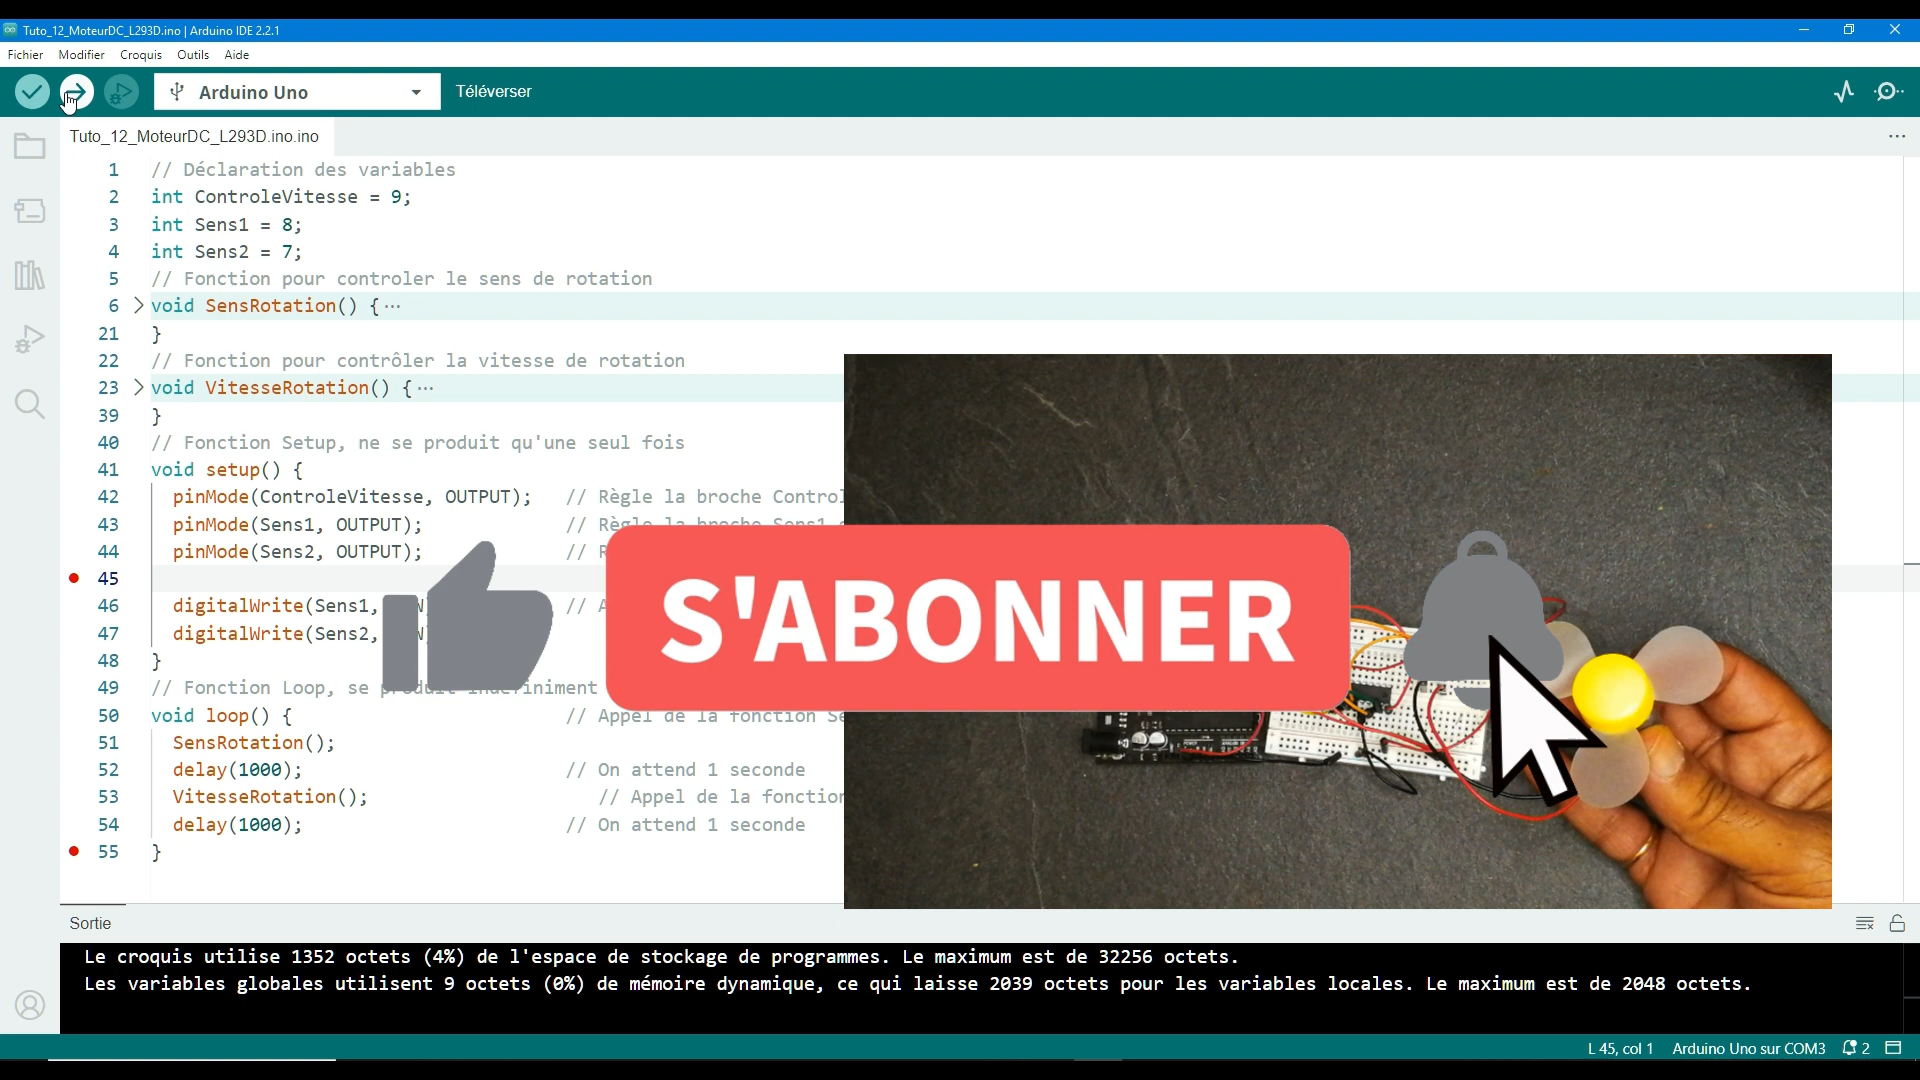 Tuto_12_MoteurDC_L293D.ino | Arduino IDE 2.2.1
Fichier Modifier Croquis Outils Aide
Arduino Uno
Téléverser
Tuto_12_MoteurDC_L293D.ino.ino
1 // Déclaration des variables
2 int ControleVitesse = 9;
3 int Sens1 = 8;
4 int Sens2 = 7;
5 // Fonction pour controler le sens de rotation
6 void SensRotation() {···
21 }
22 // Fonction pour contrôler la vitesse de rotation
23 void VitesseRotation() {···
39 }
40 // Fonction Setup, ne se produit qu'une seul fois
41 void setup() {
42 pinMode(ControleVitesse, OUTPUT); // Règle la broche
43 pinMode(Sens1, OUTPUT); // Règle la broche Sens1
44 pinMode(Sens2, OUTPUT); //
45
46 digitalWrite(Sens1, //
47 digitalWrite(Sens2,
48 }
49 // Fonction Loop, se
50 void loop() { // Appel de la fonction
51 SensRotation();
52 delay(1000); // On attend 1 seconde
53 VitesseRotation(); // Appel de la fonction
54 delay(1000); // On attend 1 seconde
55 }
S'ABONNER
Sortie
Le croquis utilise 1352 octets (4%) de l'espace de stockage de programmes. Le maximum est de 32256 octets.
Les variables globales utilisent 9 octets (0%) de mémoire dynamique, ce qui laisse 2039 octets pour les variables locales. Le maximum est de 2048 octets.
L 45, col 1 Arduino Uno sur COM3 2